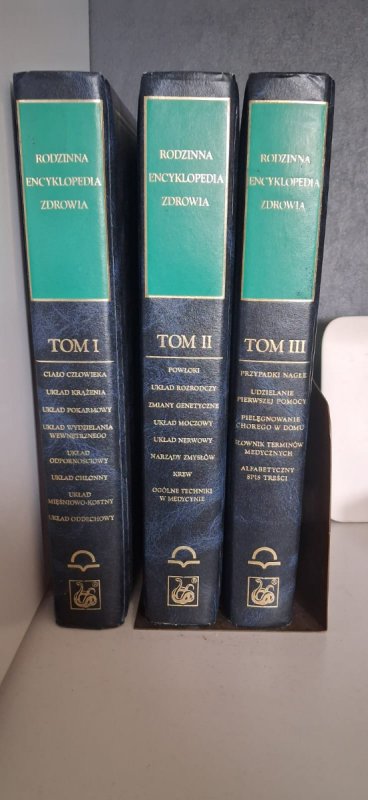 RODZINNA
ENCYKLOPEDIA
ZDROWIA
TOM I
CIAŁO CZŁOWIEKA
UKŁAD KRĄŻENIA
UKŁAD POKARMOWY
UKŁAD WYDZIELANIA
WEWNĘTRZNEGO
UKŁAD
ODPORNOŚCIOWY
UKŁAD CHŁONNY
UKŁAD
MIĘŚNIOWO-KOSTNY
UKŁAD ODDECHOWY
RODZINNA
ENCYKLOPEDIA
ZDROWIA
TOM II
POWŁOKI
UKŁAD ROZRODCZY
ZMIANY GENETYCZNE
UKŁAD MOCZOWY
UKŁAD NERWOWY
NARZĄDY ZMYSŁÓW
KREW
OGÓLNE TECHNIKI
W MEDYCYNIE
RODZINNA
ENCYKLOPEDIA
ZDROWIA
TOM III
PRZYPADKI NAGŁE
UDZIELANIE
PIERWSZEJ POMOCY
PIELĘGNOWANIE
CHOREGO W DOMU
SŁOWNIK TERMINÓW
MEDYCZNYCH
ALFABETYCZNY
SPIS TREŚCI